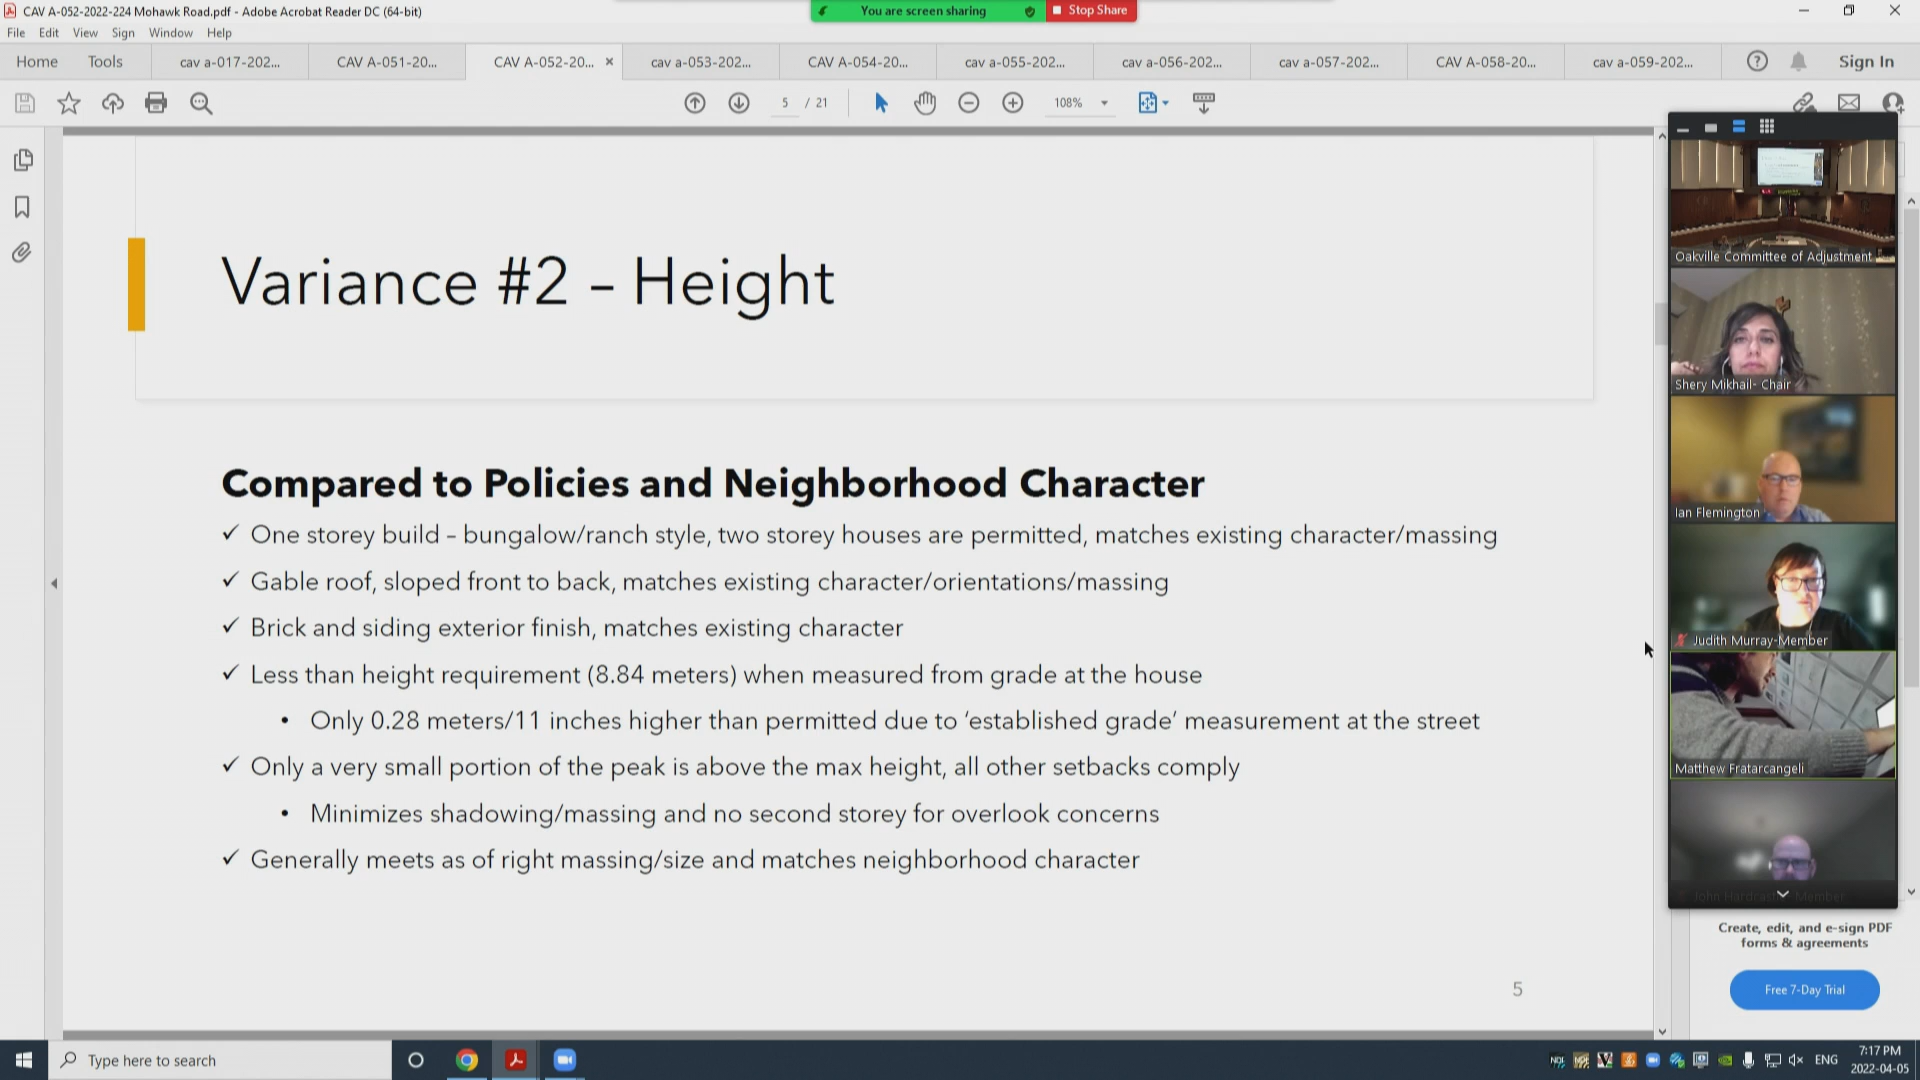 CAV A-052-2022-224 Mohawk Road.pdf - Adobe Acrobat Reader DC (64-bit)
You are screen sharing
Stop Share
File Edit View Sign Window Help
Home Tools cav a-017-202... CAV A-051-20... CAV A-052-20... × cav a-053-202... CAV A-054-20... cav a-055-202... cav a-056-202... cav a-057-202... CAV A-058-20... cav a-059-202... Sign In
5 / 21 108%
Variance #2 – Height
Compared to Policies and Neighborhood Character
✓ One storey build – bungalow/ranch style, two storey houses are permitted, matches existing character/massing
✓ Gable roof, sloped front to back, matches existing character/orientations/massing
✓ Brick and siding exterior finish, matches existing character
✓ Less than height requirement (8.84 meters) when measured from grade at the house
• Only 0.28 meters/11 inches higher than permitted due to ‘established grade’ measurement at the street
✓ Only a very small portion of the peak is above the max height, all other setbacks comply
• Minimizes shadowing/massing and no second storey for overlook concerns
✓ Generally meets as of right massing/size and matches neighborhood character
5
Oakville Committee of Adjustment
Shery Mikhail- Chair
Ian Flemington
Judith Murray-Member
Matthew Fratarcangeli
Create, edit, and e-sign PDF
forms & agreements
Free 7-Day Trial
Type here to search
ENG
7:17 PM
2022-04-05